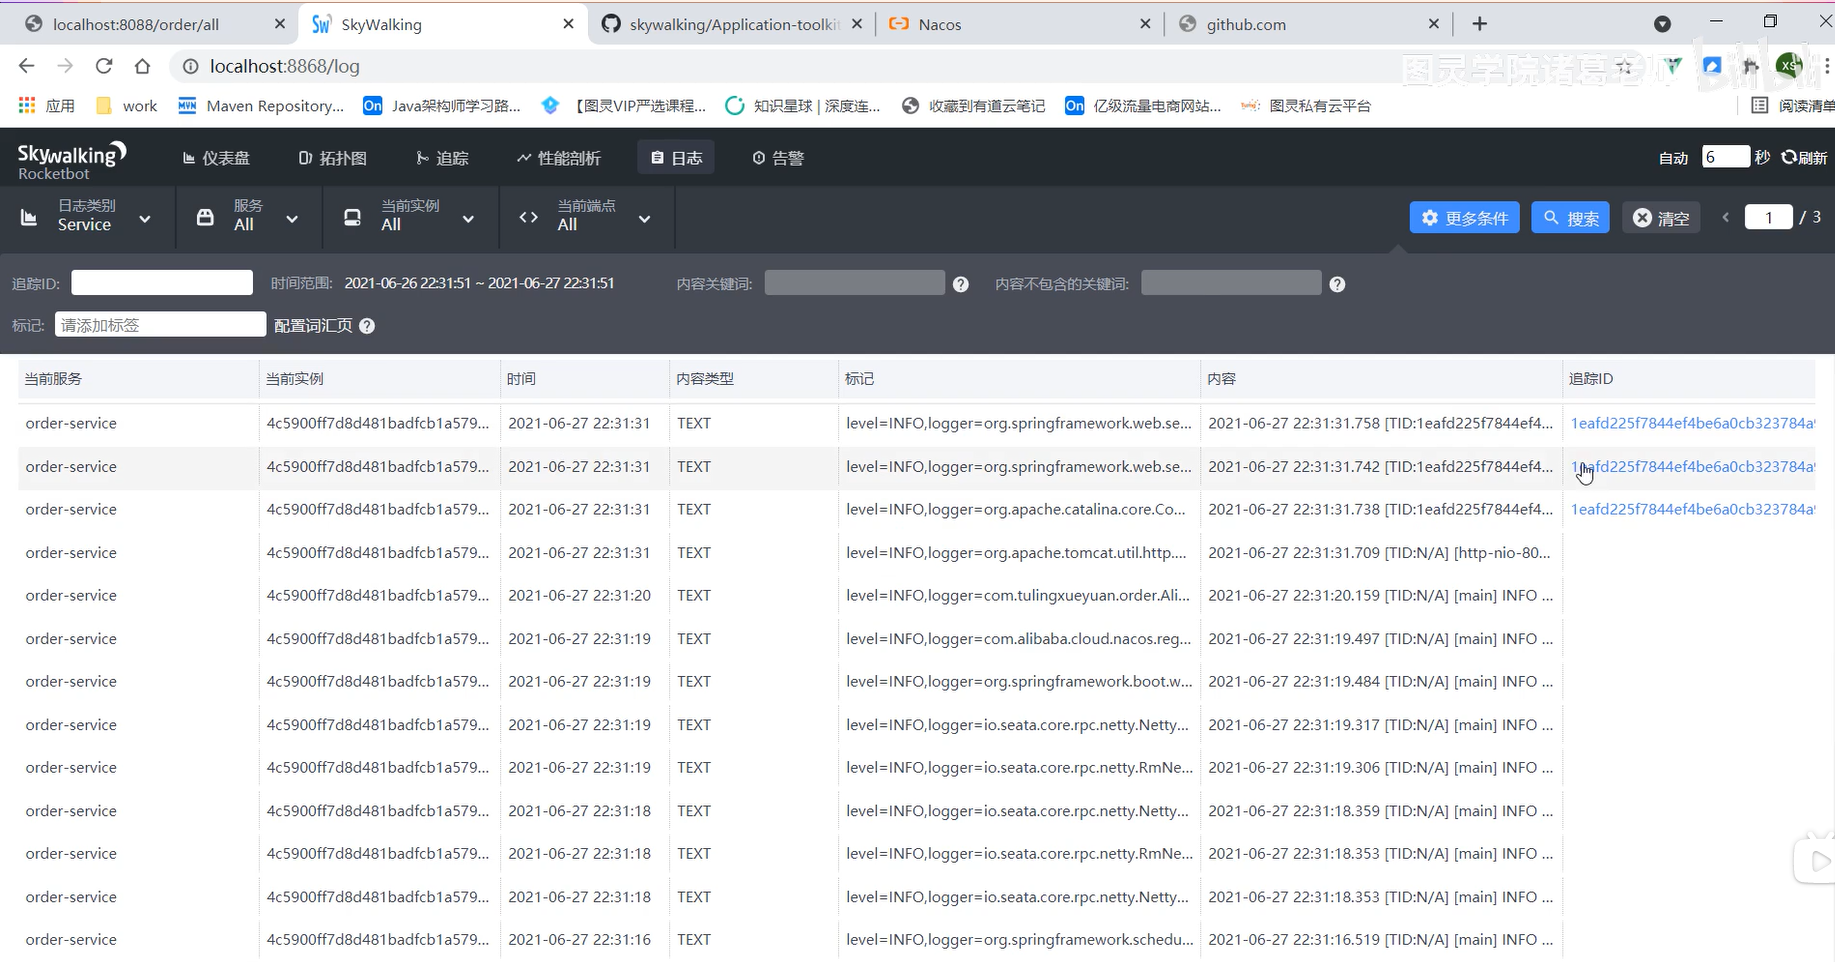 localhost:8088/order/all
SkyWalking
skywalking/Application-toolkit
Nacos
github.com
localhost:8868/log
图灵学院诸葛老师
bilibili
XS
应用
work
Maven Repository...
Java架构师学习路...
【图灵VIP严选课程...
知识星球 | 深度连...
收藏到有道云笔记
亿级流量电商网站...
图灵私有云平台
阅读清单
Skywalking
Rocketbot
仪表盘
拓扑图
追踪
性能剖析
日志
告警
自动 6 秒 刷新
日志类别
Service
服务
All
当前实例
All
当前端点
All
更多条件
搜索
清空
1 / 3
追踪ID:
时间范围: 2021-06-26 22:31:51 ~ 2021-06-27 22:31:51
内容关键词:
内容不包含的关键词:
标记: 请添加标签 配置词汇页
当前服务 当前实例 时间 内容类型 标记 内容 追踪ID
order-service 4c5900ff7d8d481badfcb1a579... 2021-06-27 22:31:31 TEXT level=INFO,logger=org.springframework.web.se... 2021-06-27 22:31:31.758 [TID:1eafd225f7844ef4... 1eafd225f7844ef4be6a0cb323784a9
order-service 4c5900ff7d8d481badfcb1a579... 2021-06-27 22:31:31 TEXT level=INFO,logger=org.springframework.web.se... 2021-06-27 22:31:31.742 [TID:1eafd225f7844ef4... 1eafd225f7844ef4be6a0cb323784a9
order-service 4c5900ff7d8d481badfcb1a579... 2021-06-27 22:31:31 TEXT level=INFO,logger=org.apache.catalina.core.Co... 2021-06-27 22:31:31.738 [TID:1eafd225f7844ef4... 1eafd225f7844ef4be6a0cb323784a9
order-service 4c5900ff7d8d481badfcb1a579... 2021-06-27 22:31:31 TEXT level=INFO,logger=org.apache.tomcat.util.http.... 2021-06-27 22:31:31.709 [TID:N/A] [http-nio-80...
order-service 4c5900ff7d8d481badfcb1a579... 2021-06-27 22:31:20 TEXT level=INFO,logger=com.tulingxueyuan.order.Ali... 2021-06-27 22:31:20.159 [TID:N/A] [main] INFO ...
order-service 4c5900ff7d8d481badfcb1a579... 2021-06-27 22:31:19 TEXT level=INFO,logger=com.alibaba.cloud.nacos.reg... 2021-06-27 22:31:19.497 [TID:N/A] [main] INFO ...
order-service 4c5900ff7d8d481badfcb1a579... 2021-06-27 22:31:19 TEXT level=INFO,logger=org.springframework.boot.w... 2021-06-27 22:31:19.484 [TID:N/A] [main] INFO ...
order-service 4c5900ff7d8d481badfcb1a579... 2021-06-27 22:31:19 TEXT level=INFO,logger=io.seata.core.rpc.netty.Netty... 2021-06-27 22:31:19.317 [TID:N/A] [main] INFO ...
order-service 4c5900ff7d8d481badfcb1a579... 2021-06-27 22:31:19 TEXT level=INFO,logger=io.seata.core.rpc.netty.RmNe... 2021-06-27 22:31:19.306 [TID:N/A] [main] INFO ...
order-service 4c5900ff7d8d481badfcb1a579... 2021-06-27 22:31:18 TEXT level=INFO,logger=io.seata.core.rpc.netty.Netty... 2021-06-27 22:31:18.359 [TID:N/A] [main] INFO ...
order-service 4c5900ff7d8d481badfcb1a579... 2021-06-27 22:31:18 TEXT level=INFO,logger=io.seata.core.rpc.netty.RmNe... 2021-06-27 22:31:18.353 [TID:N/A] [main] INFO ...
order-service 4c5900ff7d8d481badfcb1a579... 2021-06-27 22:31:18 TEXT level=INFO,logger=io.seata.core.rpc.netty.Netty... 2021-06-27 22:31:18.353 [TID:N/A] [main] INFO ...
order-service 4c5900ff7d8d481badfcb1a579... 2021-06-27 22:31:16 TEXT level=INFO,logger=org.springframework.schedu... 2021-06-27 22:31:16.519 [TID:N/A] [main] INFO ...